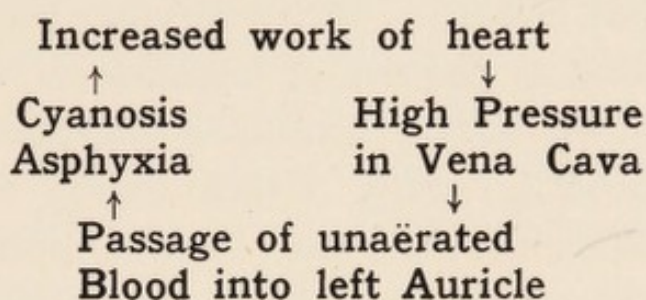 Increased work of heart
↑ ↓
Cyanosis High Pressure
Asphyxia in Vena Cava
↑ ↓
Passage of unaërated
Blood into left Auricle